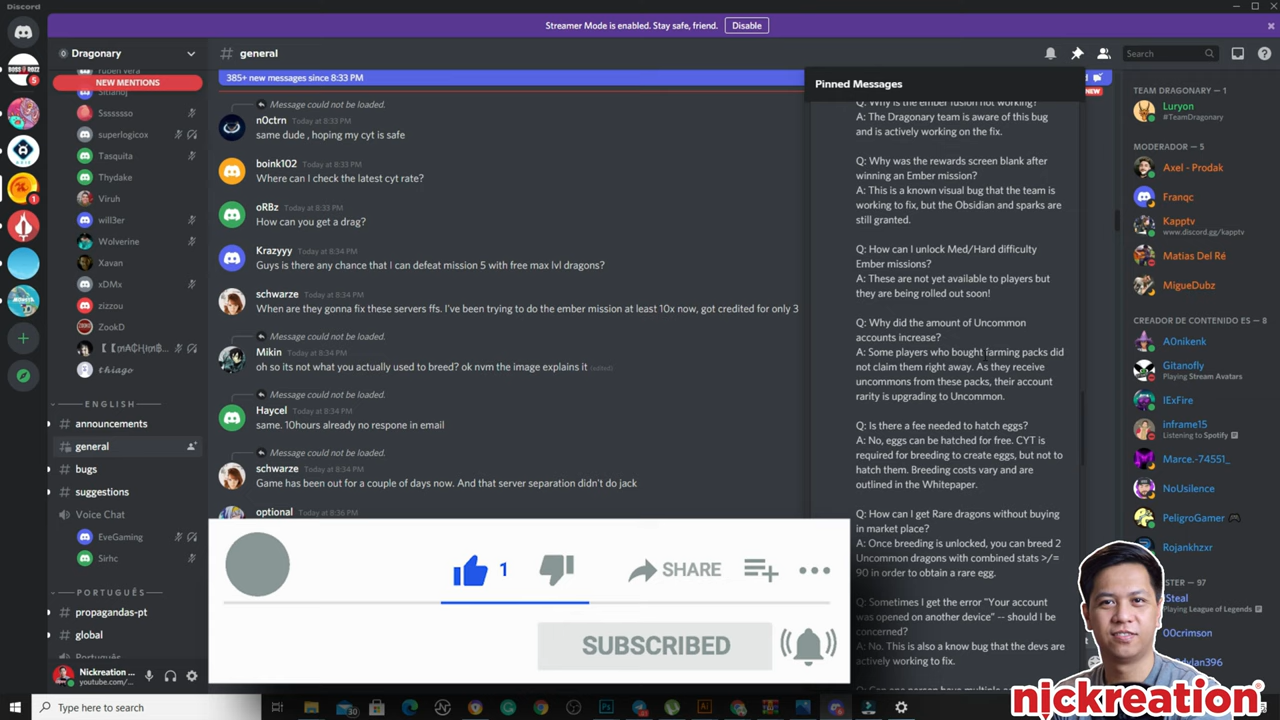 Discord
Streamer Mode is enabled. Stay safe, friend.
Disable
Dragonary
# general
Search
NEW MENTIONS
Ssssssso
superlogicox
Tasquita
Thydake
Viruh
will3er
Wolverine
Xavan
xDMx
zizzou
ZookD
thiago
ENGLISH
announcements
general
bugs
suggestions
Voice Chat
EveGaming
Sirhc
PORTUGUÊS
propagandas-pt
global
Nickreation ...
youtube.com/...
385+ new messages since 8:33 PM
NEW
Message could not be loaded.
n0ctrn Today at 8:33 PM
same dude , hoping my cyt is safe
boink102 Today at 8:33 PM
Where can I check the latest cyt rate?
oRBz Today at 8:33 PM
How can you get a drag?
Krazyyy Today at 8:34 PM
Guys is there any chance that I can defeat mission 5 with free max lvl dragons?
schwarze Today at 8:34 PM
When are they gonna fix these servers ffs. I've been trying to do the ember mission at least 10x now, got credited for only 3
Message could not be loaded.
Mikin Today at 8:34 PM
oh so its not what you actually used to breed? ok nvm the image explains it (edited)
Message could not be loaded.
Haycel Today at 8:34 PM
same. 10hours already no respone in email
Message could not be loaded.
schwarze Today at 8:34 PM
Game has been out for a couple of days now. And that server separation didn't do jack
optional Today at 8:36 PM
Pinned Messages
Q: Why is the ember fusion not working?
A: The Dragonary team is aware of this bug
and is actively working on the fix.
Q: Why was the rewards screen blank after
winning an Ember mission?
A: This is a known visual bug that the team is
working to fix, but the Obsidian and sparks are
still granted.
Q: How can I unlock Med/Hard difficulty
Ember missions?
A: These are not yet available to players but
they are being rolled out soon!
Q: Why did the amount of Uncommon
accounts increase?
A: Some players who bought farming packs did
not claim them right away. As they receive
uncommons from these packs, their account
rarity is upgrading to Uncommon.
Q: Is there a fee needed to hatch eggs?
A: No, eggs can be hatched for free. CYT is
required for breeding to create eggs, but not to
hatch them. Breeding costs vary and are
outlined in the Whitepaper.
Q: How can I get Rare dragons without buying
in market place?
A: Once breeding is unlocked, you can breed 2
Uncommon dragons with combined stats >/=
90 in order to obtain a rare egg.
Q: Sometimes I get the error "Your account
was opened on another device" -- should I be
concerned?
A: No. This is also a know bug that the devs are
actively working to fix.
TEAM DRAGONARY — 1
Luryon
#TeamDragonary
MODERADOR — 5
Axel - Prodak
Franqc
Kapptv
www.discord.gg/kapptv
Matias Del Ré
MigueDubz
CREADOR DE CONTENIDO ES — 8
A0nikenk
Gitanofly
Playing Stream Avatars
IExFire
inframe15
Listening to Spotify
Marce.-74551_
NoUsilence
PeligroGamer
Rojankhzxr
STER — 97
Steal
Playing League of Legends
00crimson
dylan396
1
SHARE
SUBSCRIBED
nickreation
Type here to search